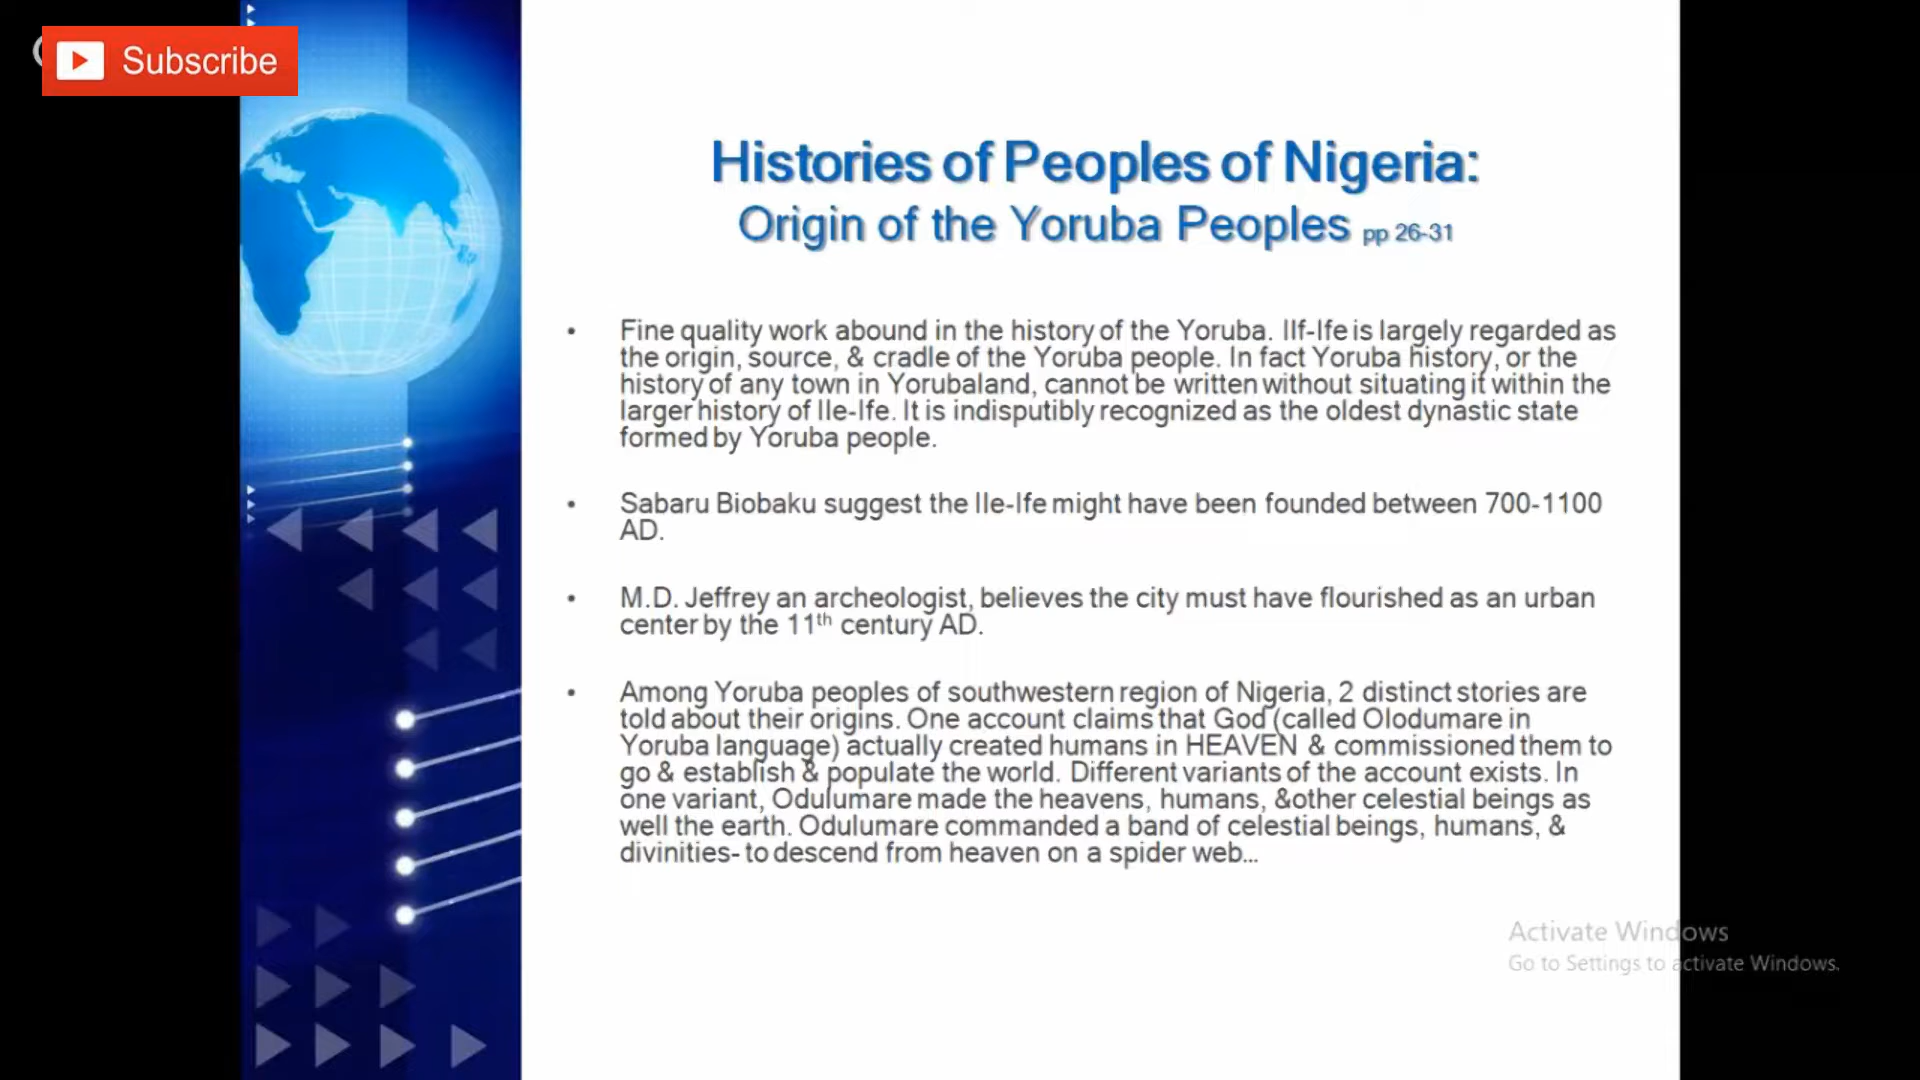 Subscribe
Histories of Peoples of Nigeria:
Origin of the Yoruba Peoples pp 26-31
• Fine quality work abound in the history of the Yoruba. IIf-Ife is largely regarded as
the origin, source, & cradle of the Yoruba people. In fact Yoruba history, or the
history of any town in Yorubaland, cannot be written without situating it within the
larger history of Ile-Ife. It is indisputibly recognized as the oldest dynastic state
formed by Yoruba people.
• Sabaru Biobaku suggest the Ile-Ife might have been founded between 700-1100
AD.
• M.D. Jeffrey an archeologist, believes the city must have flourished as an urban
center by the 11th century AD.
• Among Yoruba peoples of southwestern region of Nigeria, 2 distinct stories are
told about their origins. One account claims that God (called Olodumare in
Yoruba language) actually created humans in HEAVEN & commissioned them to
go & establish & populate the world. Different variants of the account exists. In
one variant, Odulumare made the heavens, humans, &other celestial beings as
well the earth. Odulumare commanded a band of celestial beings, humans, &
divinities- to descend from heaven on a spider web...
Activate Windows
Go to Settings to activate Windows.